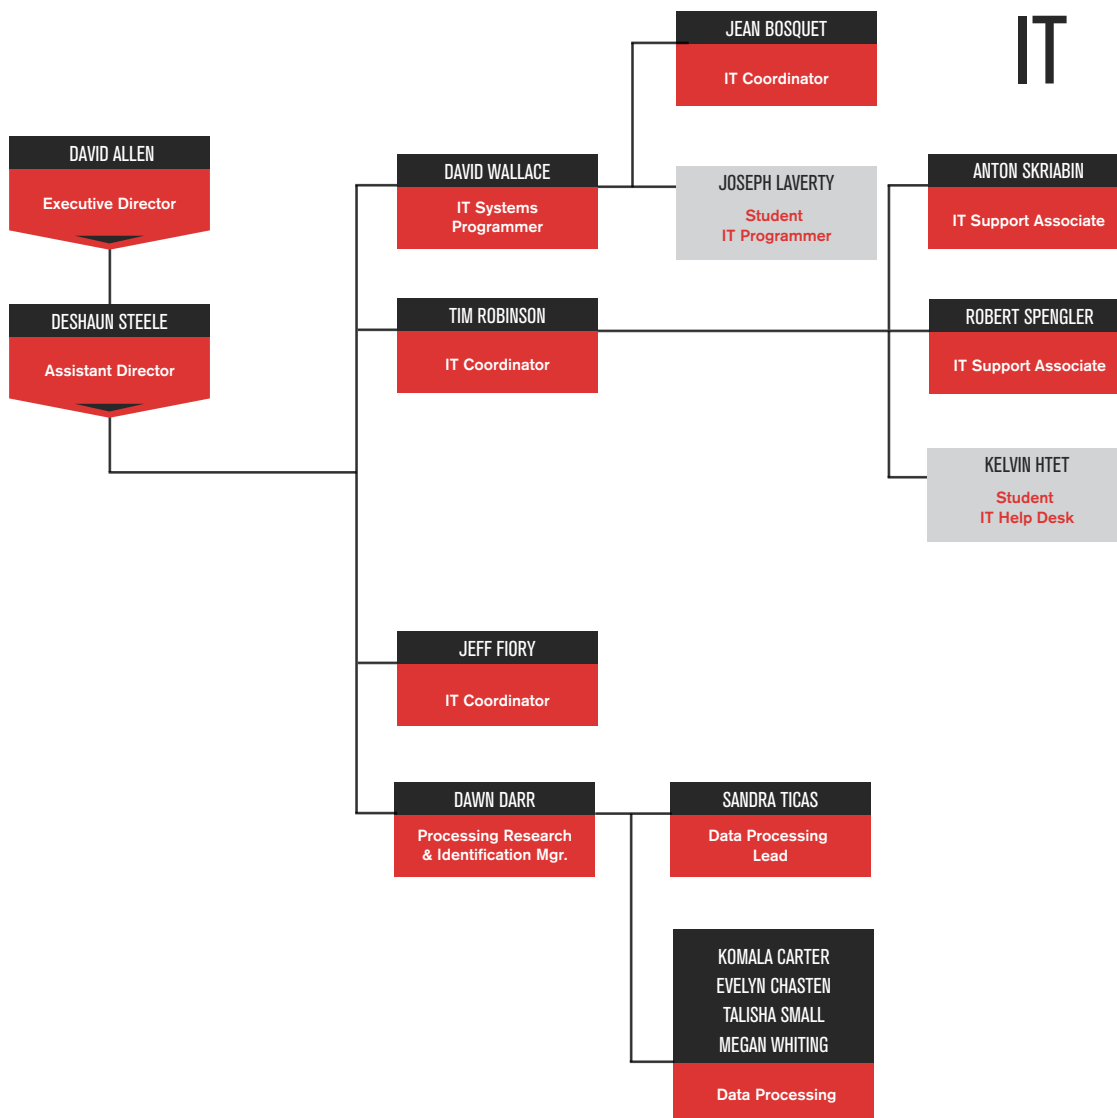 IT
DAVID ALLEN
Executive Director
DESHAUN STEELE
Assistant Director
DAVID WALLACE
IT Systems
Programmer
JEAN BOSQUET
IT Coordinator
JOSEPH LAVERTY
Student
IT Programmer
TIM ROBINSON
IT Coordinator
ANTON SKRIABIN
IT Support Associate
ROBERT SPENGLER
IT Support Associate
KELVIN HTET
Student
IT Help Desk
JEFF FIORY
IT Coordinator
DAWN DARR
Processing Research
& Identification Mgr.
SANDRA TICAS
Data Processing
Lead
KOMALA CARTER
EVELYN CHASTEN
TALISHA SMALL
MEGAN WHITING
Data Processing